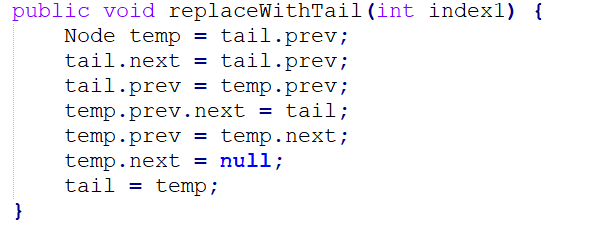 public void replaceWithTail(int index1) {
    Node temp = tail.prev;
    tail.next = tail.prev;
    tail.prev = temp.prev;
    temp.prev.next = tail;
    temp.prev = temp.next;
    temp.next = null;
    tail = temp;
}